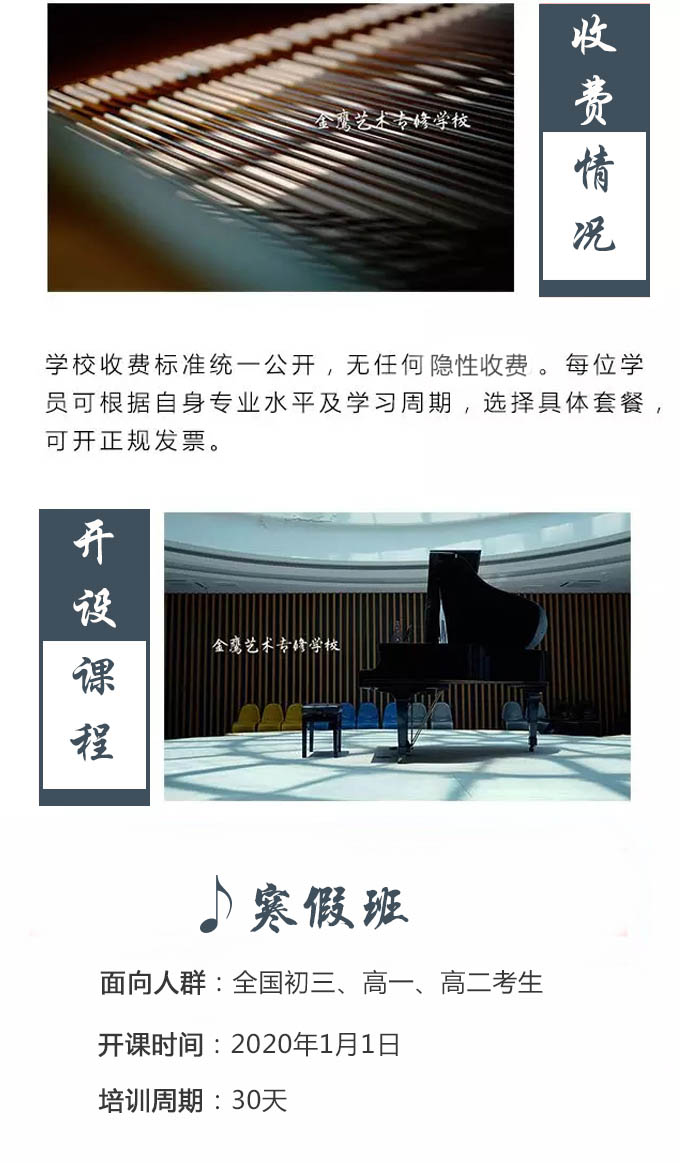 金鹰艺术专修学校
收费情况
学校收费标准统一公开，无任何隐性收费。每位学
员可根据自身专业水平及学习周期，选择具体套餐，
可开正规发票。
开设课程
金鹰艺术专修学校
寒假班
面向人群：全国初三、高一、高二考生
开课时间：2020年1月1日
培训周期：30天